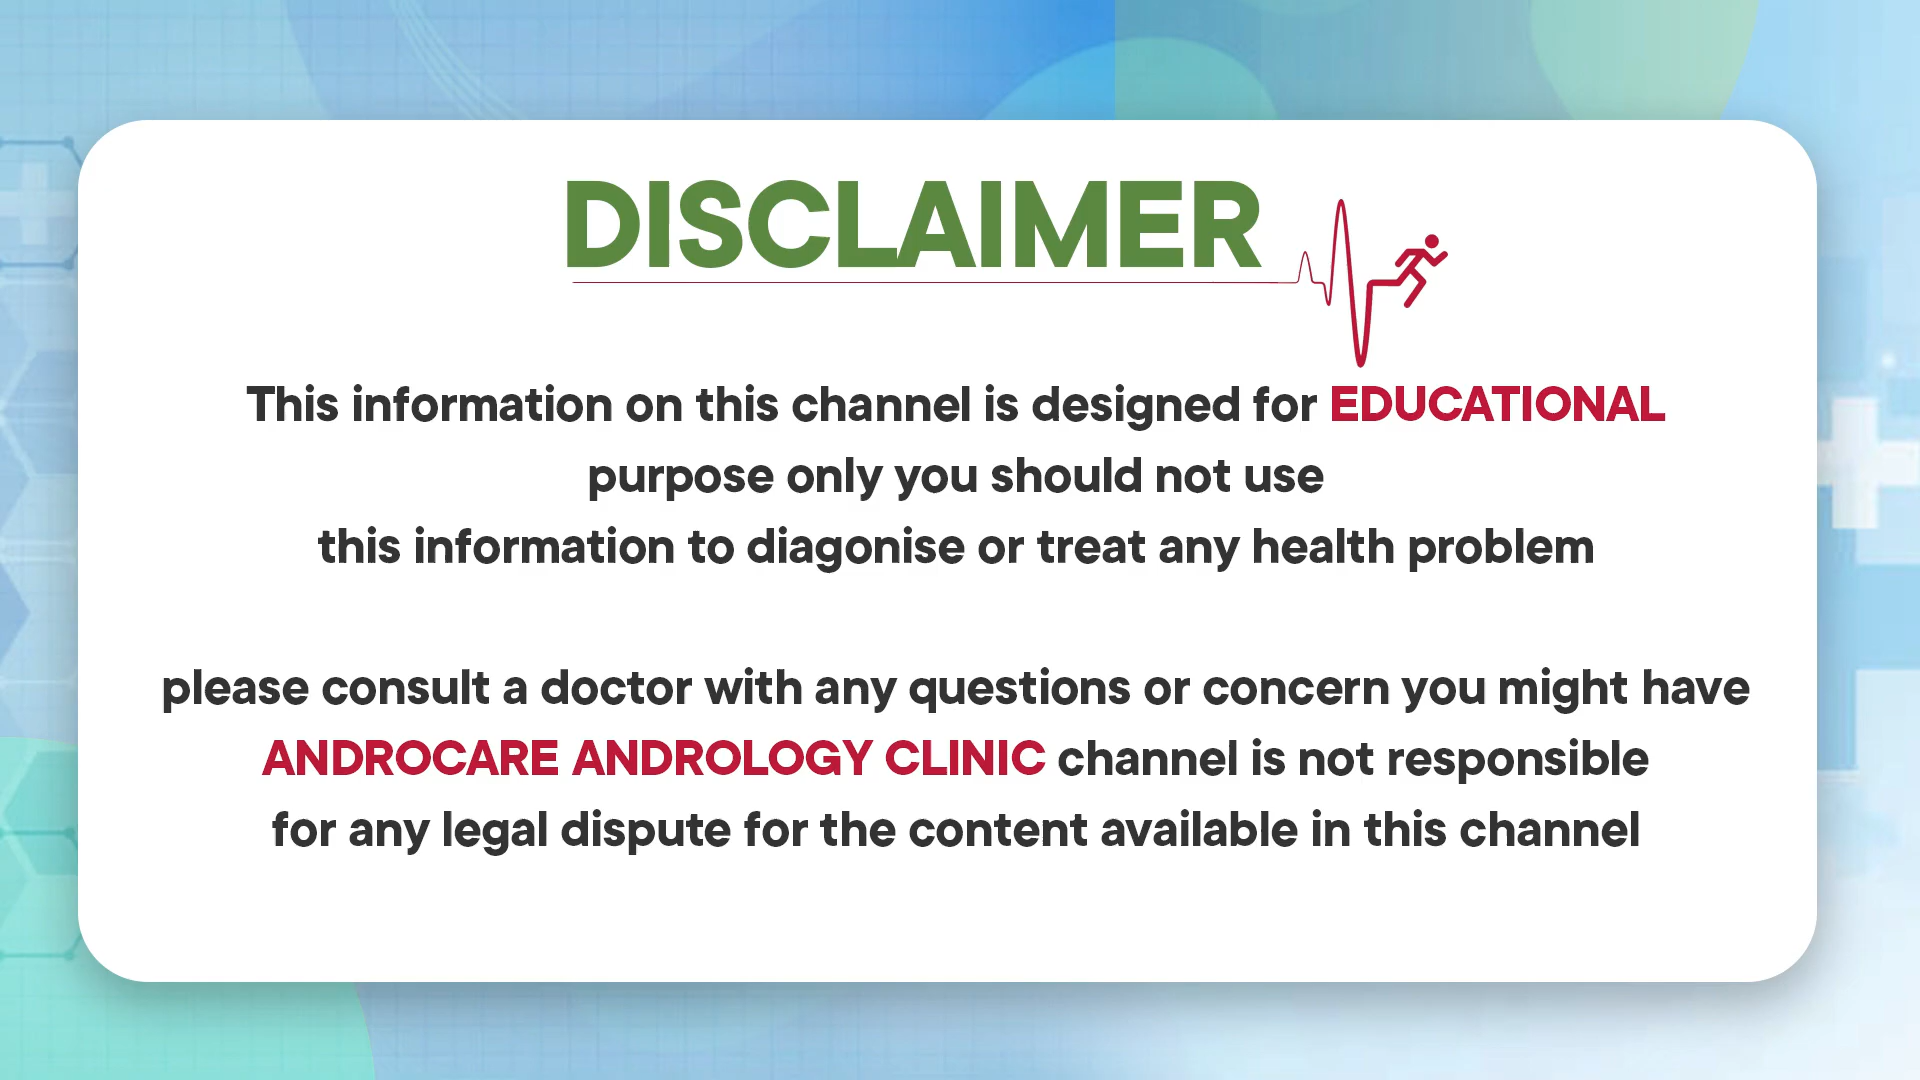 DISCLAIMER
This information on this channel is designed for EDUCATIONAL
purpose only you should not use
this information to diagonise or treat any health problem
please consult a doctor with any questions or concern you might have
ANDROCARE ANDROLOGY CLINIC channel is not responsible
for any legal dispute for the content available in this channel